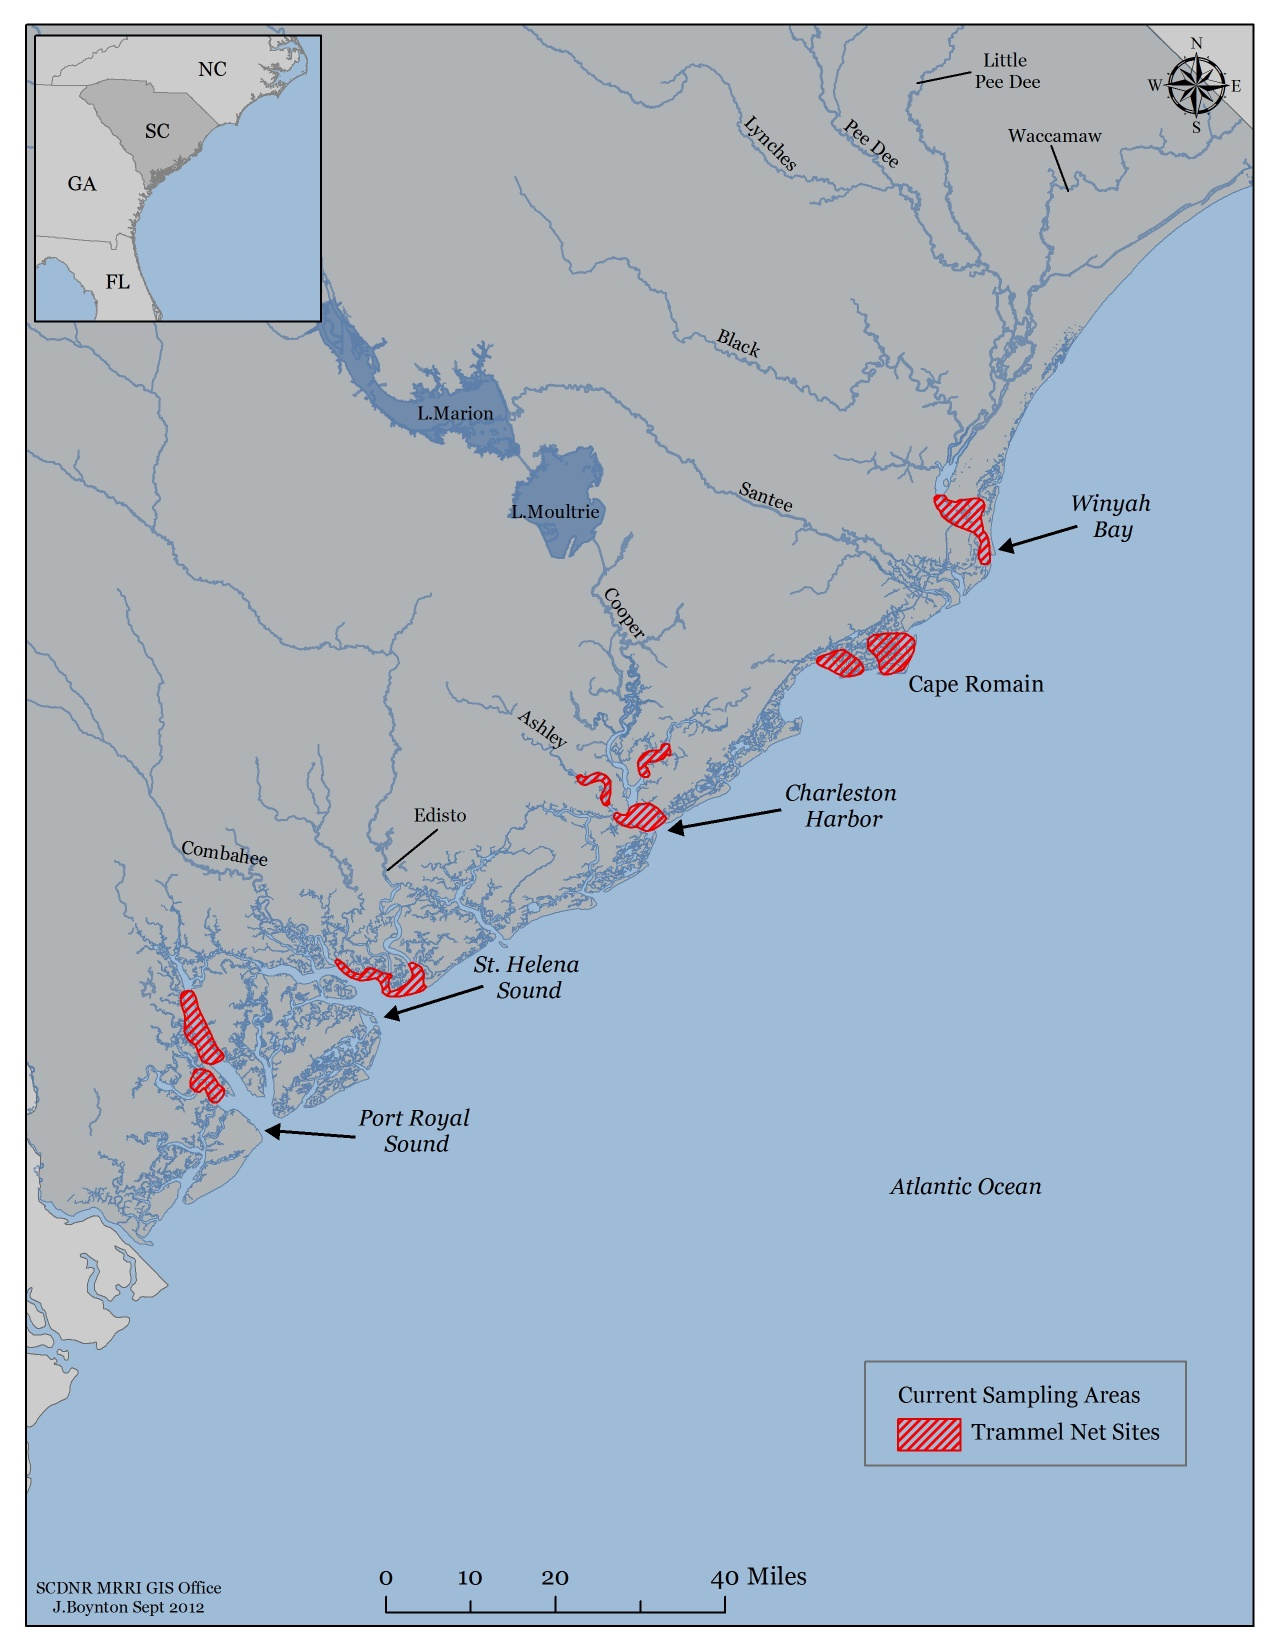 NC
SC
GA
FL
N
W
E
S
Little
Pee Dee
Waccamaw
Lynches
Pee Dee
Black
L.Marion
L.Moultrie
Santee
Winyah
Bay
Cooper
Cape Romain
Ashley
Charleston
Harbor
Edisto
Combahee
St. Helena
Sound
Port Royal
Sound
Atlantic Ocean
Current Sampling Areas
Trammel Net Sites
0 10 20 40 Miles
SCDNR MRRI GIS Office
J.Boynton Sept 2012